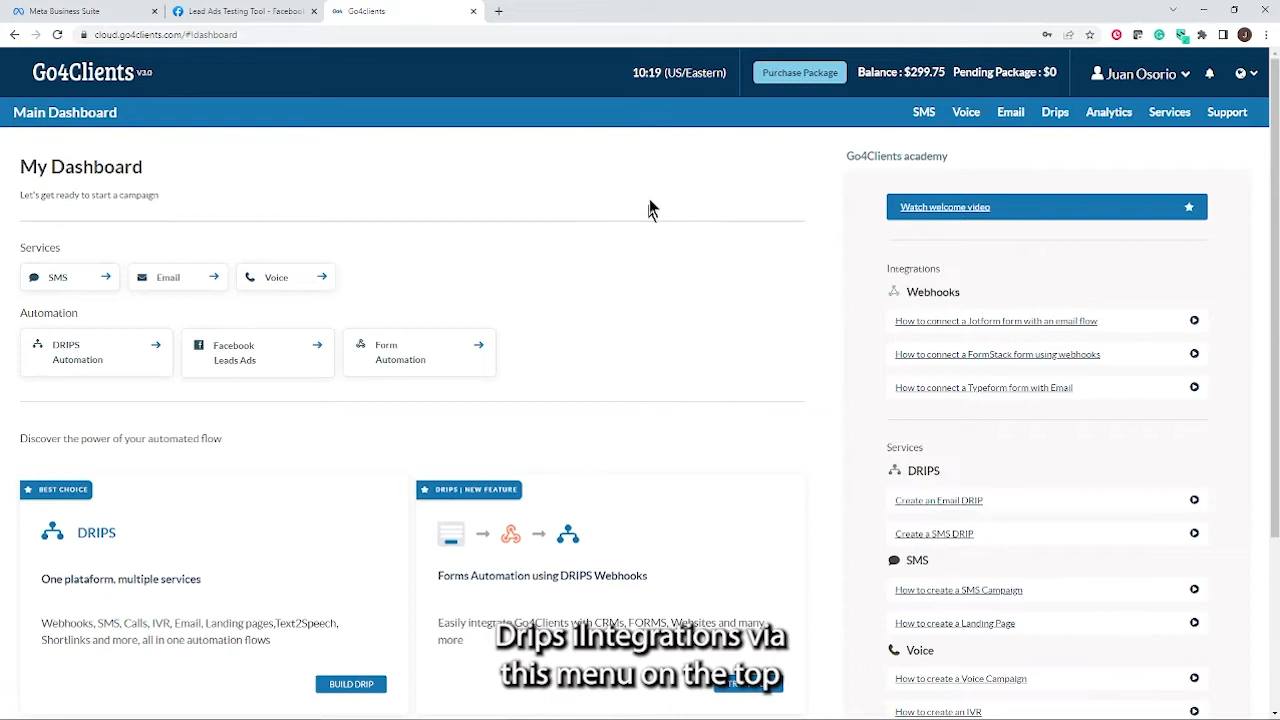 Meta Business Suite
Lead Ads Testing Tool - Facebook
Go4Clients
cloud.go4clients.com/#!dashboard
Go4Clients V3.0
10:19 (US/Eastern)
Purchase Package
Balance : $299.75
Pending Package : $0
Juan Osorio
Main Dashboard
SMS
Voice
Email
Drips
Analytics
Services
Support
My Dashboard
Let's get ready to start a campaign
Services
SMS
Email
Voice
Automation
DRIPS
Automation
Facebook
Leads Ads
Form
Automation
Discover the power of your automated flow
BEST CHOICE
DRIPS
One plataform, multiple services
Webhooks, SMS, Calls, IVR, Email, Landing pages,Text2Speech,
Shortlinks and more, all in one automation flows
BUILD DRIP
DRIPS | NEW FEATURE
Forms Automation using DRIPS Webhooks
Easily integrate Go4Clients with CRMs, FORMS, Websites and many
more
Drips iIntegrations via
this menu on the top
Go4Clients academy
Watch welcome video
Integrations
Webhooks
How to connect a Jotform form with an email flow
How to connect a FormStack form using webhooks
How to connect a Typeform form with Email
Services
DRIPS
Create an Email DRIP
Create a SMS DRIP
SMS
How to create a SMS Campaign
How to create a Landing Page
Voice
How to create a Voice Campaign
How to create an IVR